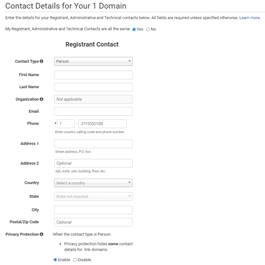 Contact Details for Your 1 Domain
Enter the details for your Registrant, Administrative and Technical contacts below. All fields are required unless specified otherwise. Learn more.
My Registrant, Administrative and Technical Contacts are all the same: Yes No
Registrant Contact
Contact Type Person
First Name
Last Name
Organization Not applicable
Email
Phone + 1 3115550188
Enter country calling code and phone number
Address 1
Street address, P.O. box
Address 2 Optional
Apt, suite, unit, building, floor, etc.
Country Select a country
State
City
Postal/Zip Code Optional
Privacy Protection When the contact type is Person:
• Privacy protection hides some contact
details for .link domains.
Enable Disable